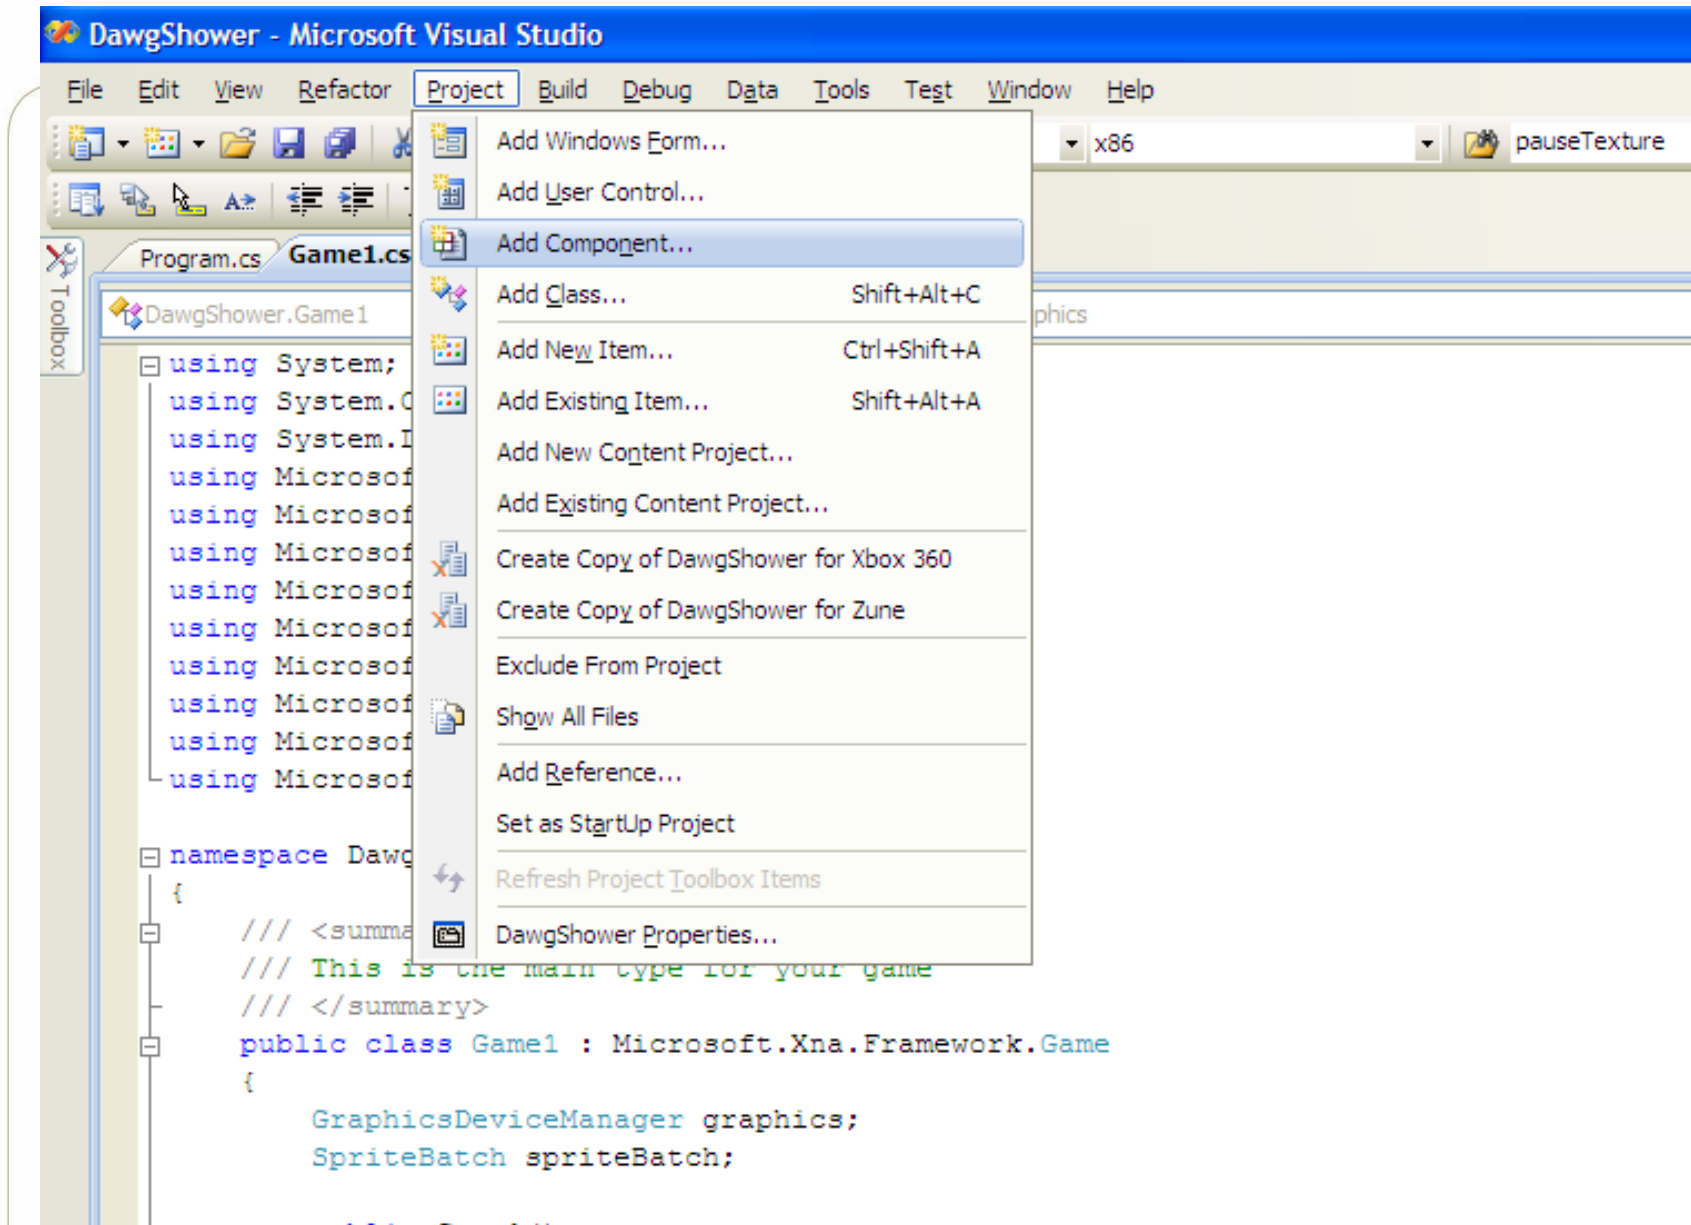 DawgShower - Microsoft Visual Studio
File Edit View Refactor Project Build Debug Data Tools Test Window Help
x86 pauseTexture
Toolbox
Program.cs Game1.cs
DawgShower.Game1
Add Windows Form...
Add User Control...
Add Component...
Add Class... Shift+Alt+C
Add New Item... Ctrl+Shift+A
Add Existing Item... Shift+Alt+A
Add New Content Project...
Add Existing Content Project...
Create Copy of DawgShower for Xbox 360
Create Copy of DawgShower for Zune
Exclude From Project
Show All Files
Add Reference...
Set as StartUp Project
Refresh Project Toolbox Items
DawgShower Properties...
phics
using System;
using System.
using System.
using Microsof
using Microsof
using Microsof
using Microsof
using Microsof
using Microsof
using Microsof
using Microsof
using Microsof
namespace Dawg
{
/// <summa
/// This is the main type for your game
/// </summary>
public class Game1 : Microsoft.Xna.Framework.Game
{
GraphicsDeviceManager graphics;
SpriteBatch spriteBatch;